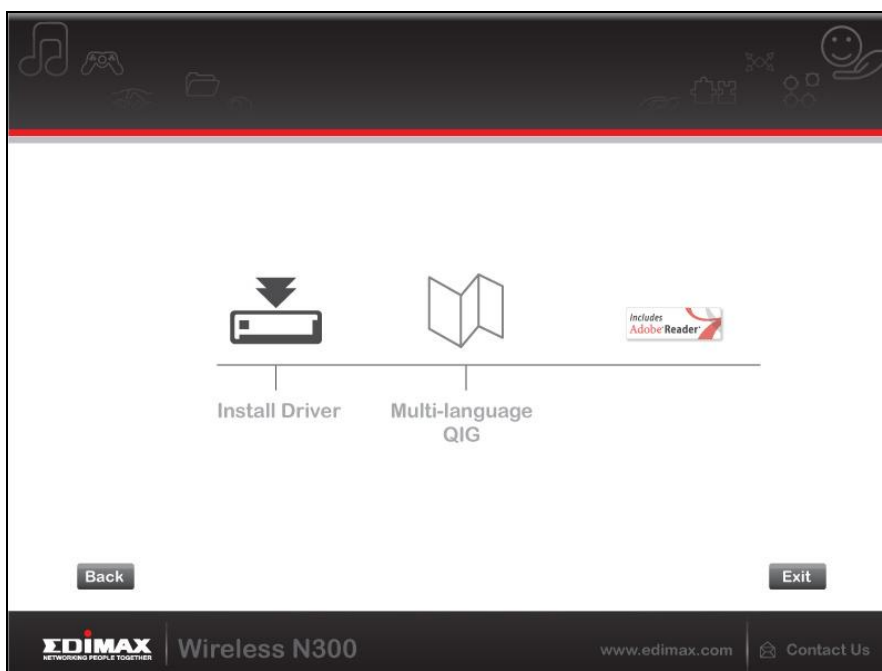 Includes
Adobe Reader
Install Driver
Multi-language
QIG
Back
Exit
EDIMAX
NETWORKING PEOPLE TOGETHER
Wireless N300
www.edimax.com
Contact Us